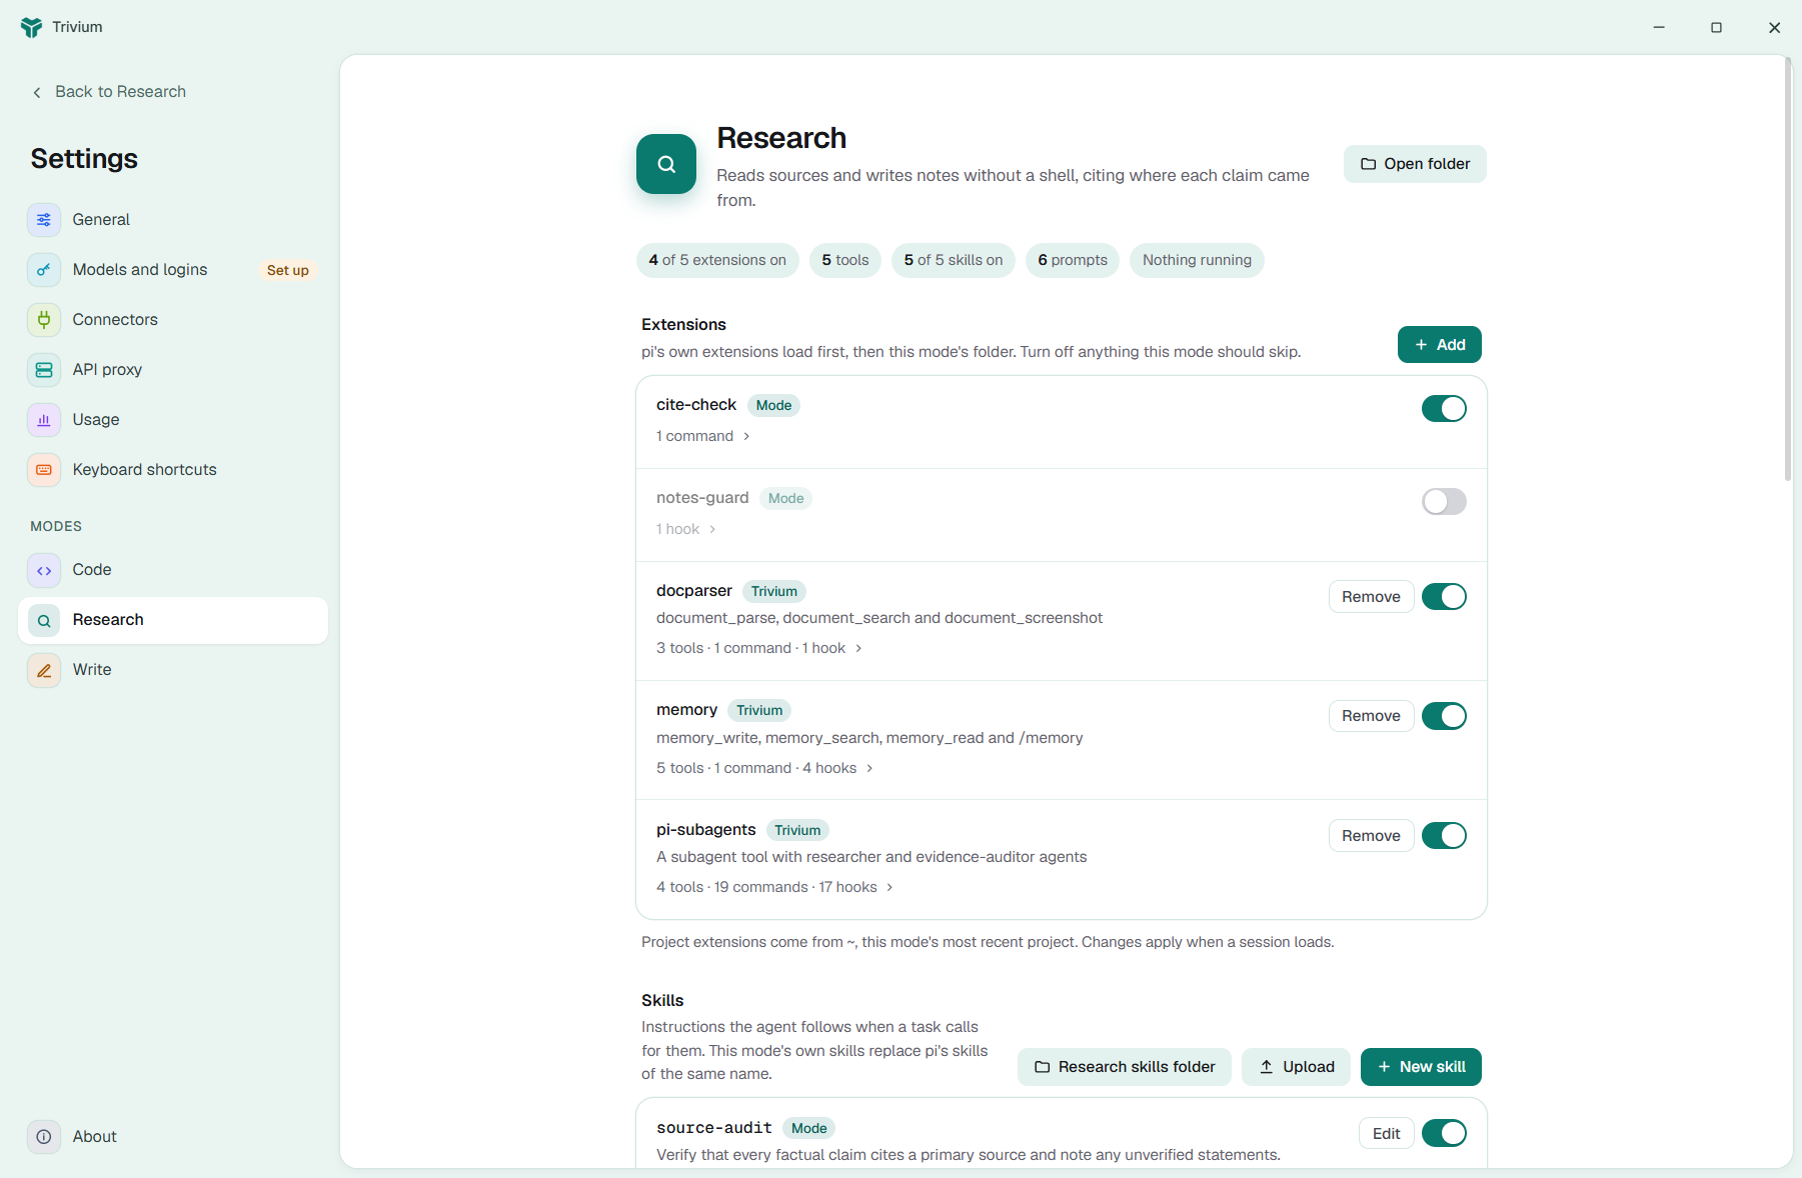 Trivium
Back to Research
Settings
General
Models and logins
Set up
Connectors
API proxy
Usage
Keyboard shortcuts
MODES
Code
Research
Write
About
Research
Reads sources and writes notes without a shell, citing where each claim came
from.
Open folder
4 of 5 extensions on
5 tools
5 of 5 skills on
6 prompts
Nothing running
Extensions
pi's own extensions load first, then this mode's folder. Turn off anything this mode should skip.
+ Add
cite-check Mode
1 command
notes-guard Mode
1 hook
docparser Trivium
Remove
document_parse, document_search and document_screenshot
3 tools · 1 command · 1 hook
memory Trivium
Remove
memory_write, memory_search, memory_read and /memory
5 tools · 1 command · 4 hooks
pi-subagents Trivium
Remove
A subagent tool with researcher and evidence-auditor agents
4 tools · 19 commands · 17 hooks
Project extensions come from ~, this mode's most recent project. Changes apply when a session loads.
Skills
Instructions the agent follows when a task calls
for them. This mode's own skills replace pi's skills
of the same name.
Research skills folder
Upload
+ New skill
source-audit Mode
Edit
Verify that every factual claim cites a primary source and note any unverified statements.